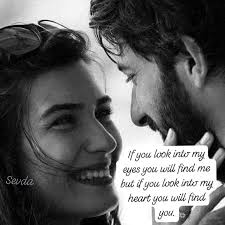 Sevda
If you look into my
eyes you will find me
but if you look into my
heart you will find
you.